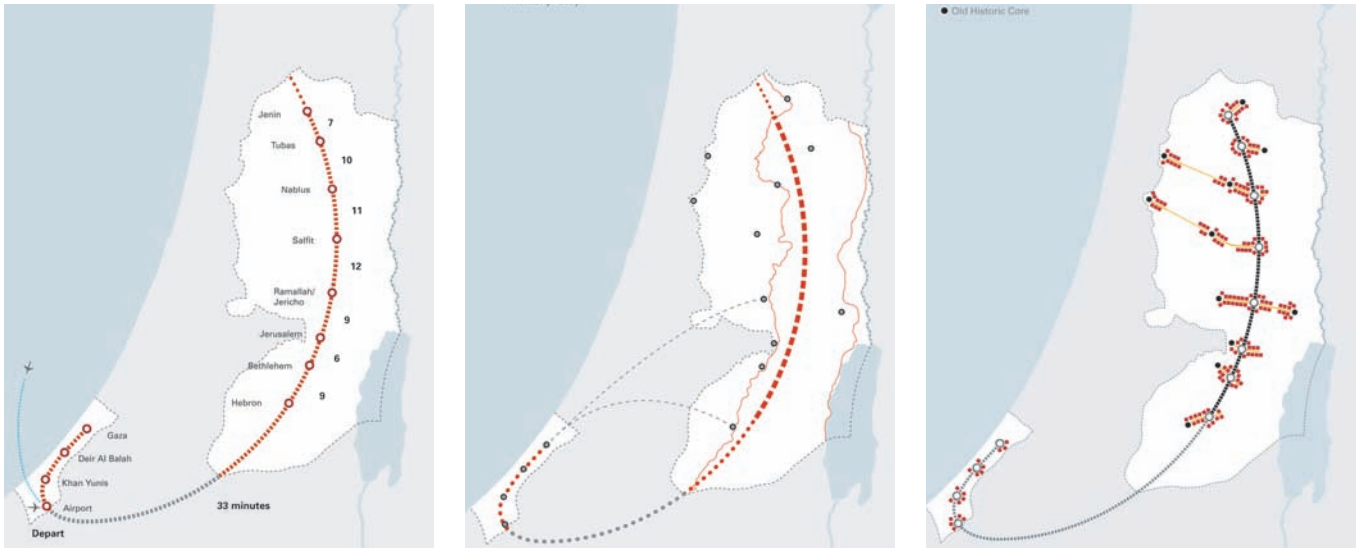 Jenin
7
Tubas
10
Nablus
11
Salfit
12
Ramallah/
Jericho
9
Jerusalem
6
Bethlehem
9
Hebron
Gaza
Deir Al Balah
Khan Yunis
Airport
33 minutes
Depart
Old Historic Core